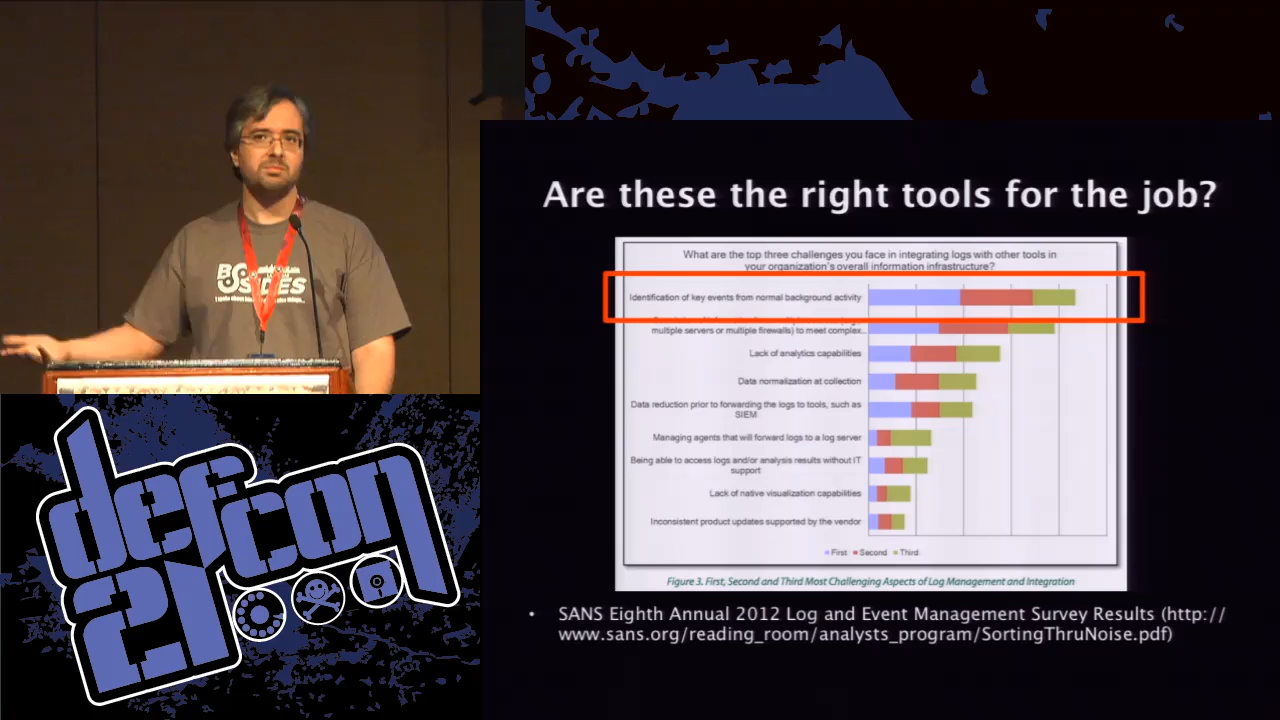 Are these the right tools for the job?
What are the top three challenges you face in integrating logs with other tools in
your organization's overall information infrastructure?
Identification of key events from normal background activity
multiple servers or multiple firewalls) to meet complex..
Lack of analytics capabilities
Data normalization at collection
Data reduction prior to forwarding the logs to tools, such as
SIEM
Managing agents that will forward logs to a log server
Being able to access logs and/or analysis results without IT
support
Lack of native visualization capabilities
Inconsistent product updates supported by the vendor
First Second Third
Figure 3. First, Second and Third Most Challenging Aspects of Log Management and Integration
• SANS Eighth Annual 2012 Log and Event Management Survey Results (http://
www.sans.org/reading_room/analysts_program/SortingThruNoise.pdf)
SIDES
defcon
21